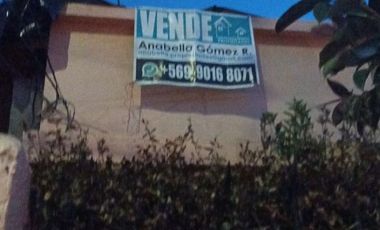 VENDE
Anabella Gómez R.
+569 9016 8071